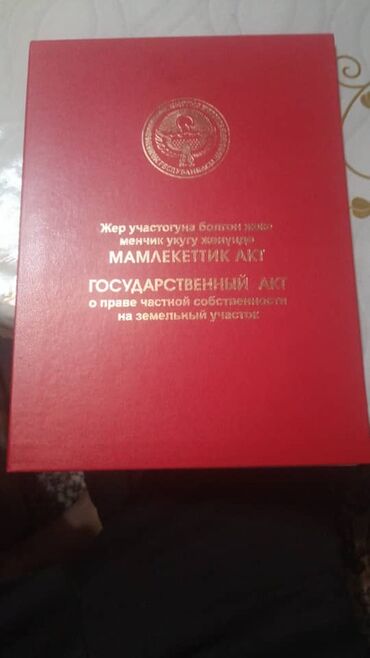 Жер участогуна болгон жеке
менчик укугу жөнүндө
МАМЛЕКЕТТИК АКТ
ГОСУДАРСТВЕННЫЙ АКТ
о праве частной собственности
на земельный участок